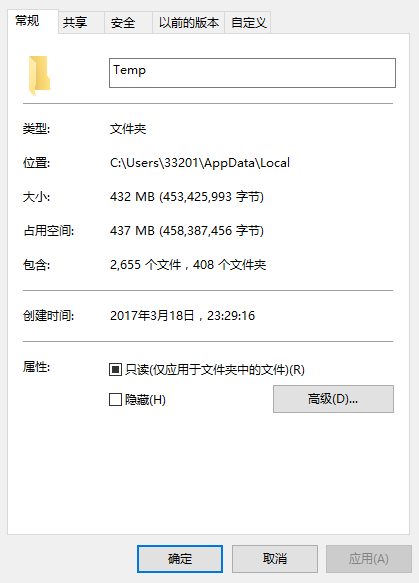 常规 共享 安全 以前的版本 自定义
Temp
类型: 文件夹
位置: C:\Users\33201\AppData\Local
大小: 432 MB (453,425,993 字节)
占用空间: 437 MB (458,387,456 字节)
包含: 2,655 个文件，408 个文件夹
创建时间: 2017年3月18日，23:29:16
属性: 只读(仅应用于文件夹中的文件)(R)
隐藏(H) 高级(D)...
确定 取消 应用(A)